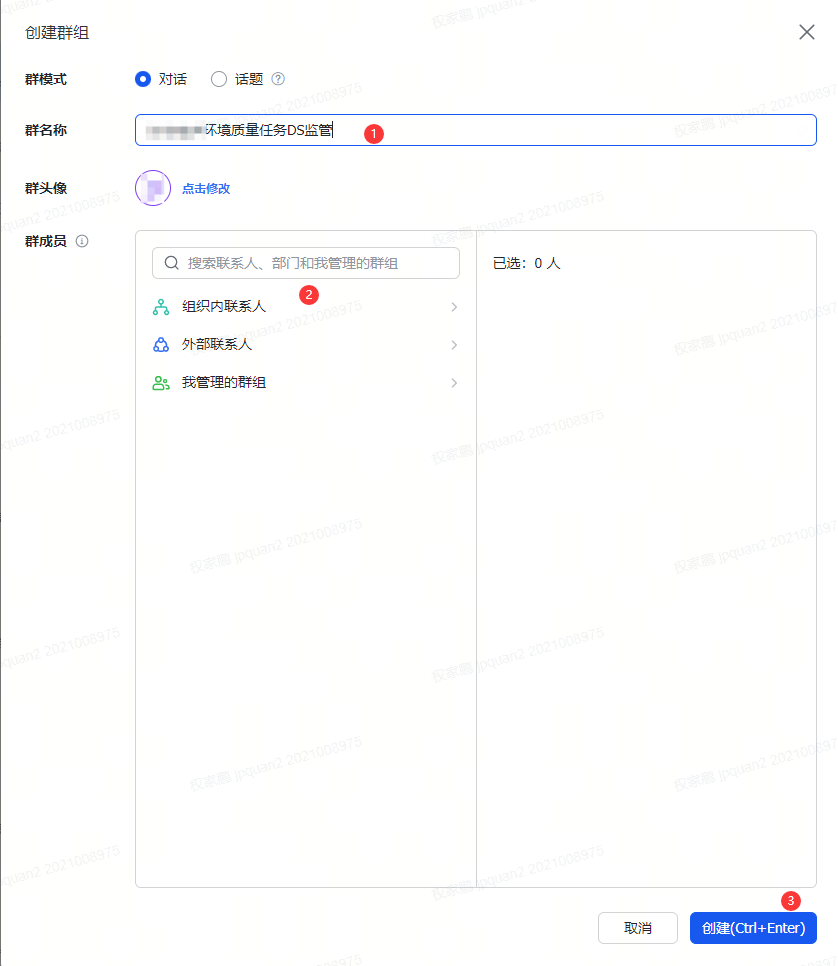 创建群组
群模式 对话 话题 ?
群名称 环境质量任务DS监管 1
群头像 点击修改
群成员
搜索联系人、部门和我管理的群组 已选：0 人
2
组织内联系人
外部联系人
我管理的群组
3
取消 创建(Ctrl+Enter)
权家鹏 jpquan2 2021008975